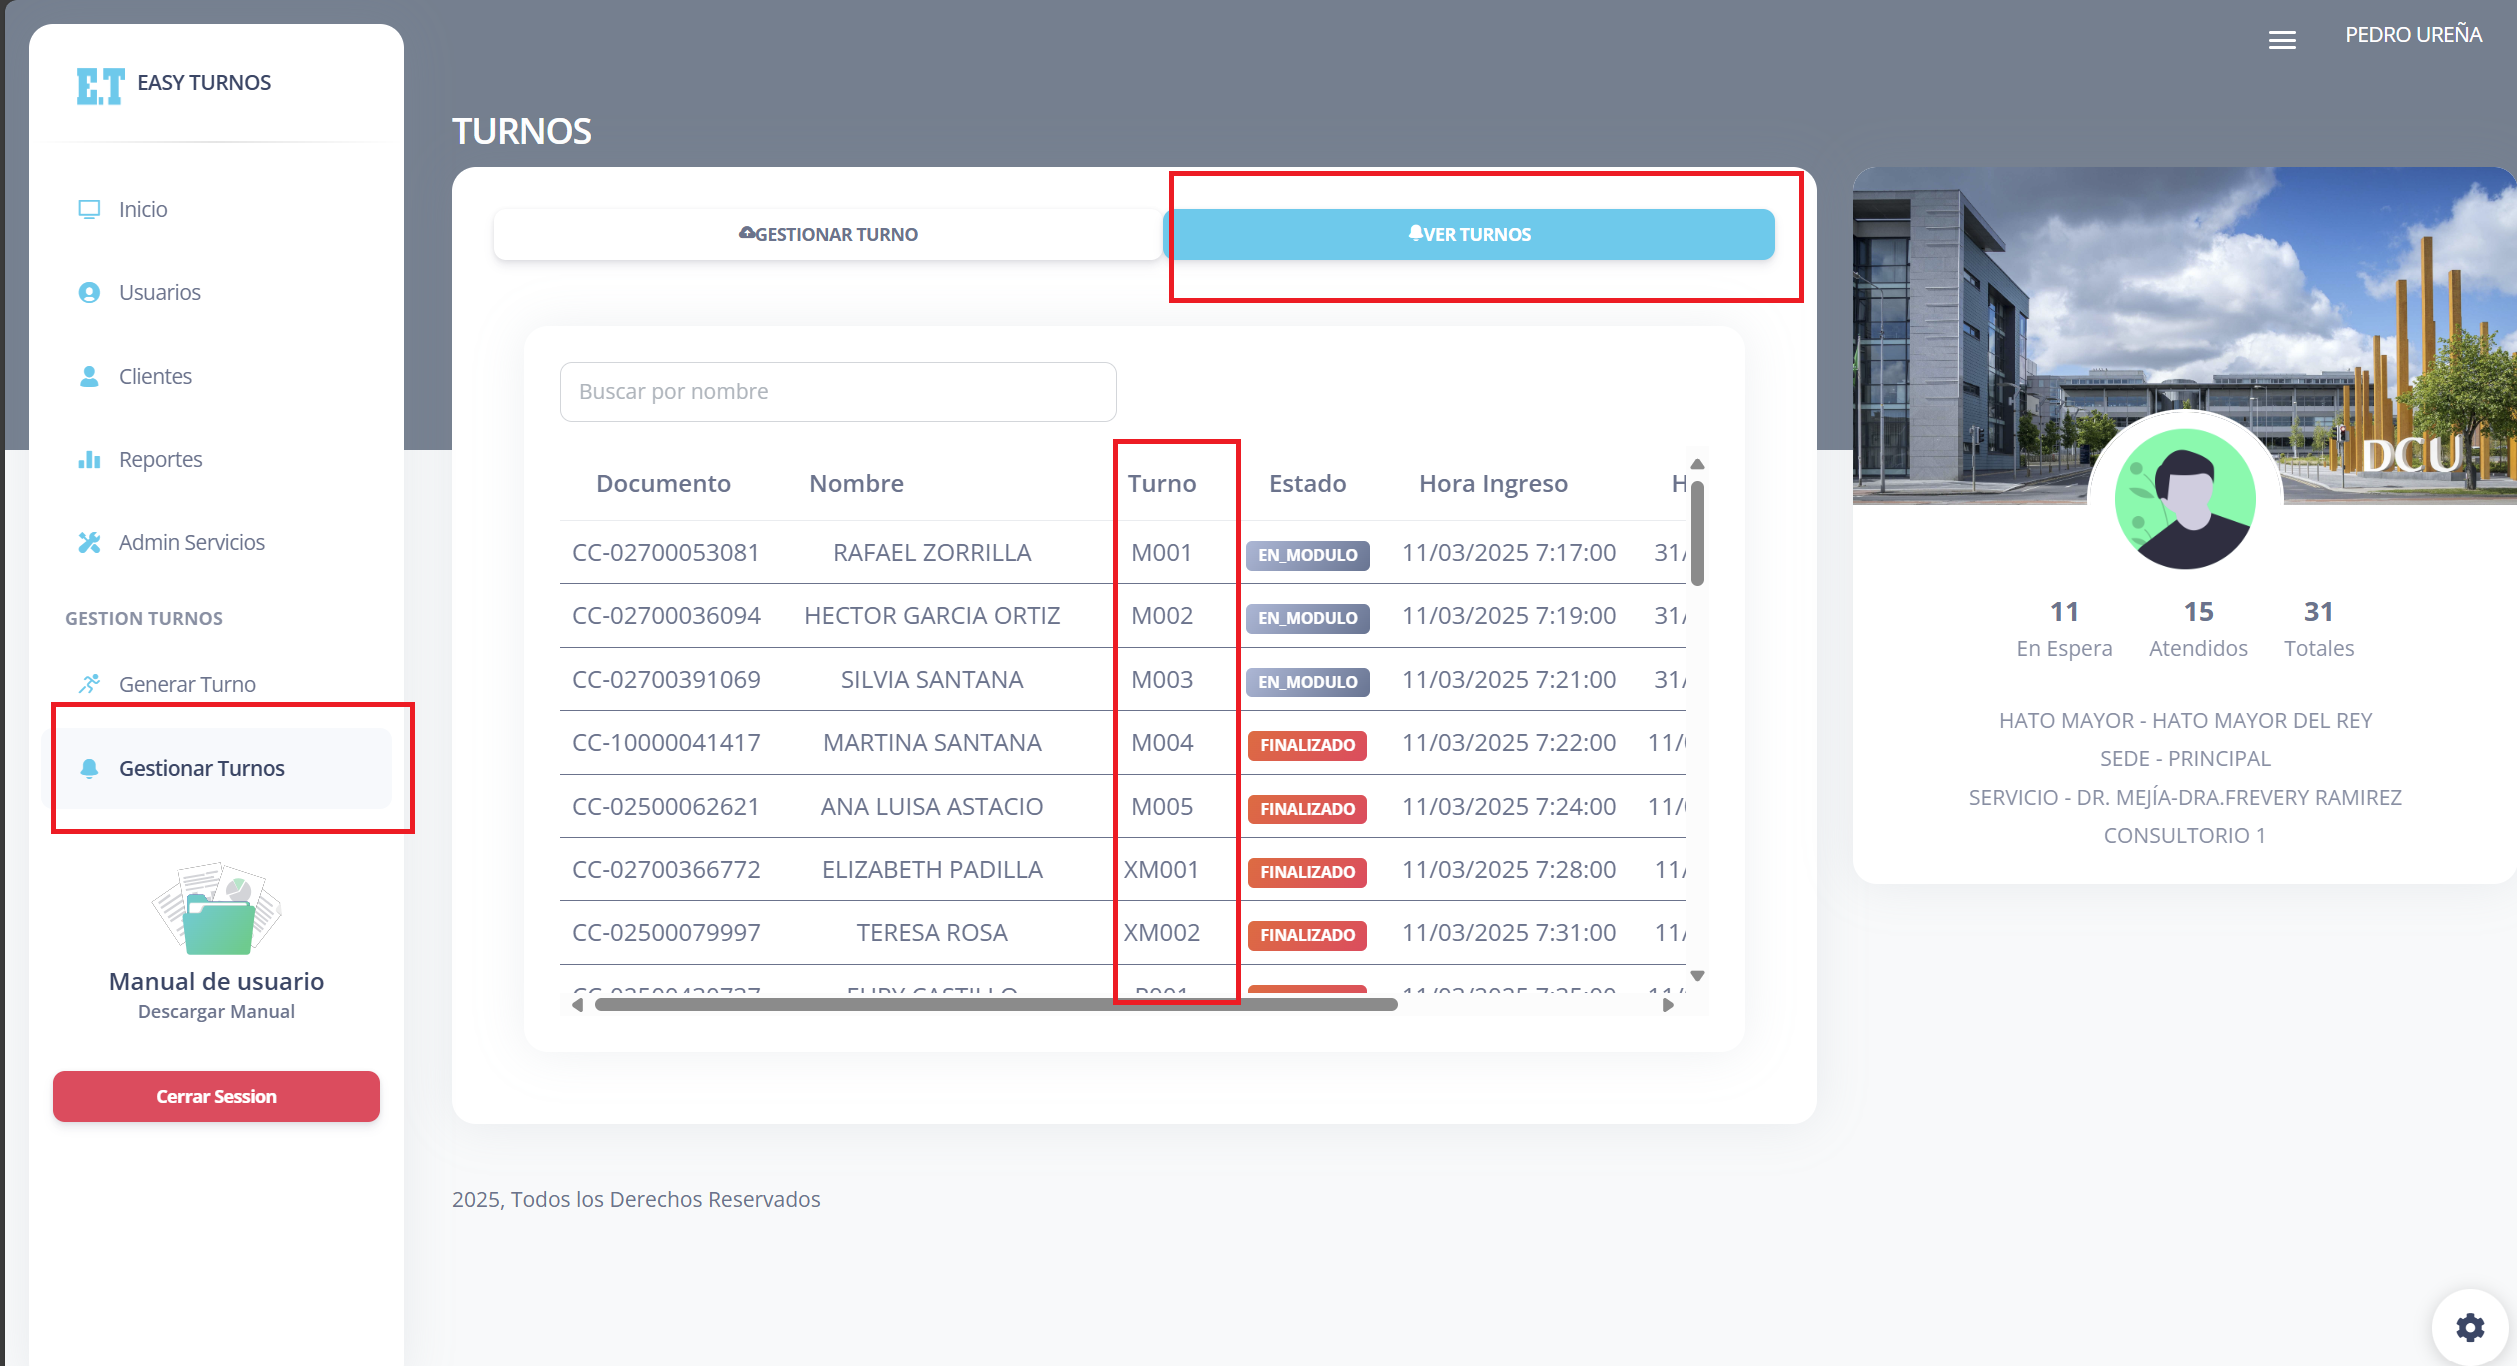 E.T EASY TURNOS
Inicio
Usuarios
Clientes
Reportes
Admin Servicios
GESTION TURNOS
Generar Turno
Gestionar Turnos
Manual de usuario
Descargar Manual
Cerrar Session
PEDRO UREÑA
TURNOS
GESTIONAR TURNO VER TURNOS
Buscar por nombre
Documento Nombre Turno Estado Hora Ingreso H
CC-02700053081 RAFAEL ZORRILLA M001 EN_MODULO 11/03/2025 7:17:00 31/
CC-02700036094 HECTOR GARCIA ORTIZ M002 EN_MODULO 11/03/2025 7:19:00 31/
CC-02700391069 SILVIA SANTANA M003 EN_MODULO 11/03/2025 7:21:00 31/
CC-10000041417 MARTINA SANTANA M004 FINALIZADO 11/03/2025 7:22:00 11/0
CC-02500062621 ANA LUISA ASTACIO M005 FINALIZADO 11/03/2025 7:24:00 11/0
CC-02700366772 ELIZABETH PADILLA XM001 FINALIZADO 11/03/2025 7:28:00 11/
CC-02500079997 TERESA ROSA XM002 FINALIZADO 11/03/2025 7:31:00 11/
DCU
11 15 31
En Espera Atendidos Totales
HATO MAYOR - HATO MAYOR DEL REY
SEDE - PRINCIPAL
SERVICIO - DR. MEJÍA-DRA.FREVERY RAMIREZ
CONSULTORIO 1
2025, Todos los Derechos Reservados